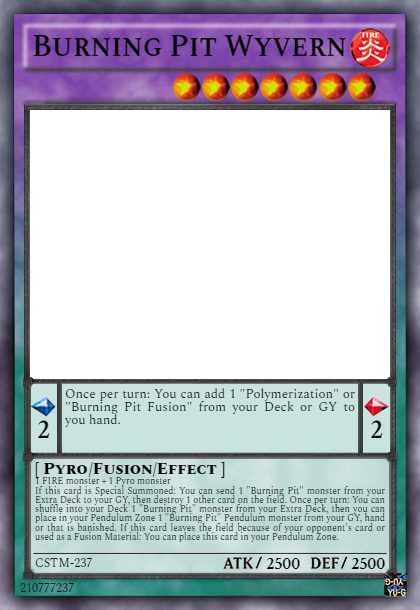 BURNING PIT WYVERN
FIRE
炎
Once per turn: You can add 1 "Polymerization" or
"Burning Pit Fusion" from your Deck or GY to
you hand.
2
2
[ PYRO/FUSION/EFFECT ]
1 FIRE monster + 1 Pyro monster
If this card is Special Summoned: You can send 1 "Burning Pit" monster from your
Extra Deck to your GY, then destroy 1 other card on the field. Once per turn: You can
shuffle into your Deck 1 "Burning Pit" monster from your Extra Deck, then you can
place in your Pendulum Zone 1 "Burning Pit" Pendulum monster from your GY, hand
or that is banished. If this card leaves the field because of your opponent's card or
used as a Fusion Material: You can place this card in your Pendulum Zone.
CSTM-237
ATK/ 2500 DEF/ 2500
210777237